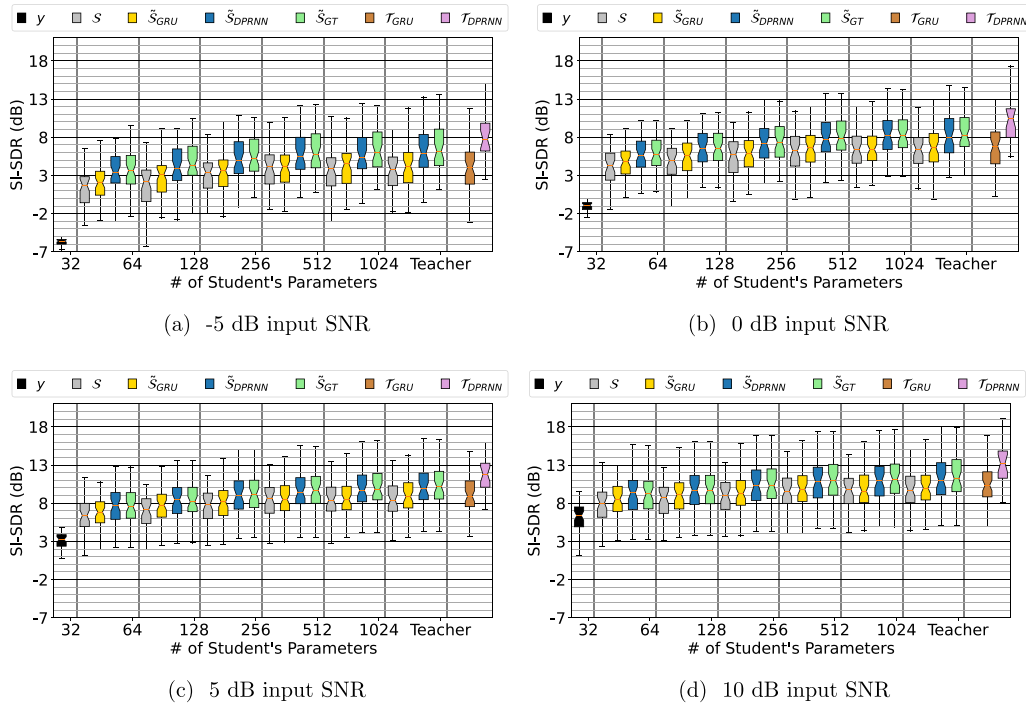 y S S̃GRU S̃DPRNN S̃GT TGRU TDPRNN
y S S̃GRU S̃DPRNN S̃GT TGRU TDPRNN
SI-SDR (dB)
18
13
8
3
-2
-7
32 64 128 256 512 1024 Teacher
# of Student's Parameters
(a) -5 dB input SNR
SI-SDR (dB)
18
13
8
3
-2
-7
32 64 128 256 512 1024 Teacher
# of Student's Parameters
(b) 0 dB input SNR
y S S̃GRU S̃DPRNN S̃GT TGRU TDPRNN
y S S̃GRU S̃DPRNN S̃GT TGRU TDPRNN
SI-SDR (dB)
18
13
8
3
-2
-7
32 64 128 256 512 1024 Teacher
# of Student's Parameters
(c) 5 dB input SNR
SI-SDR (dB)
18
13
8
3
-2
-7
32 64 128 256 512 1024 Teacher
# of Student's Parameters
(d) 10 dB input SNR